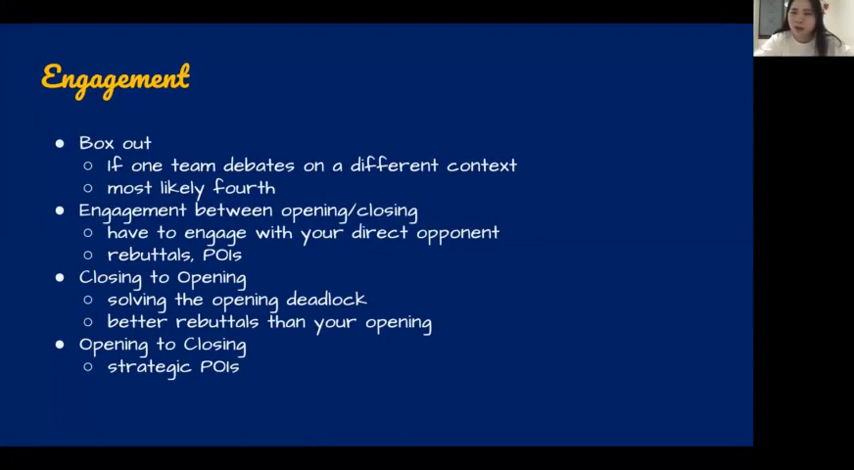 Engagement
● Box out
○ If one team debates on a different context
○ most likely fourth
● Engagement between opening/closing
○ have to engage with your direct opponent
○ rebuttals, POIs
● Closing to Opening
○ solving the opening deadlock
○ better rebuttals than your opening
● Opening to Closing
○ strategic POIs